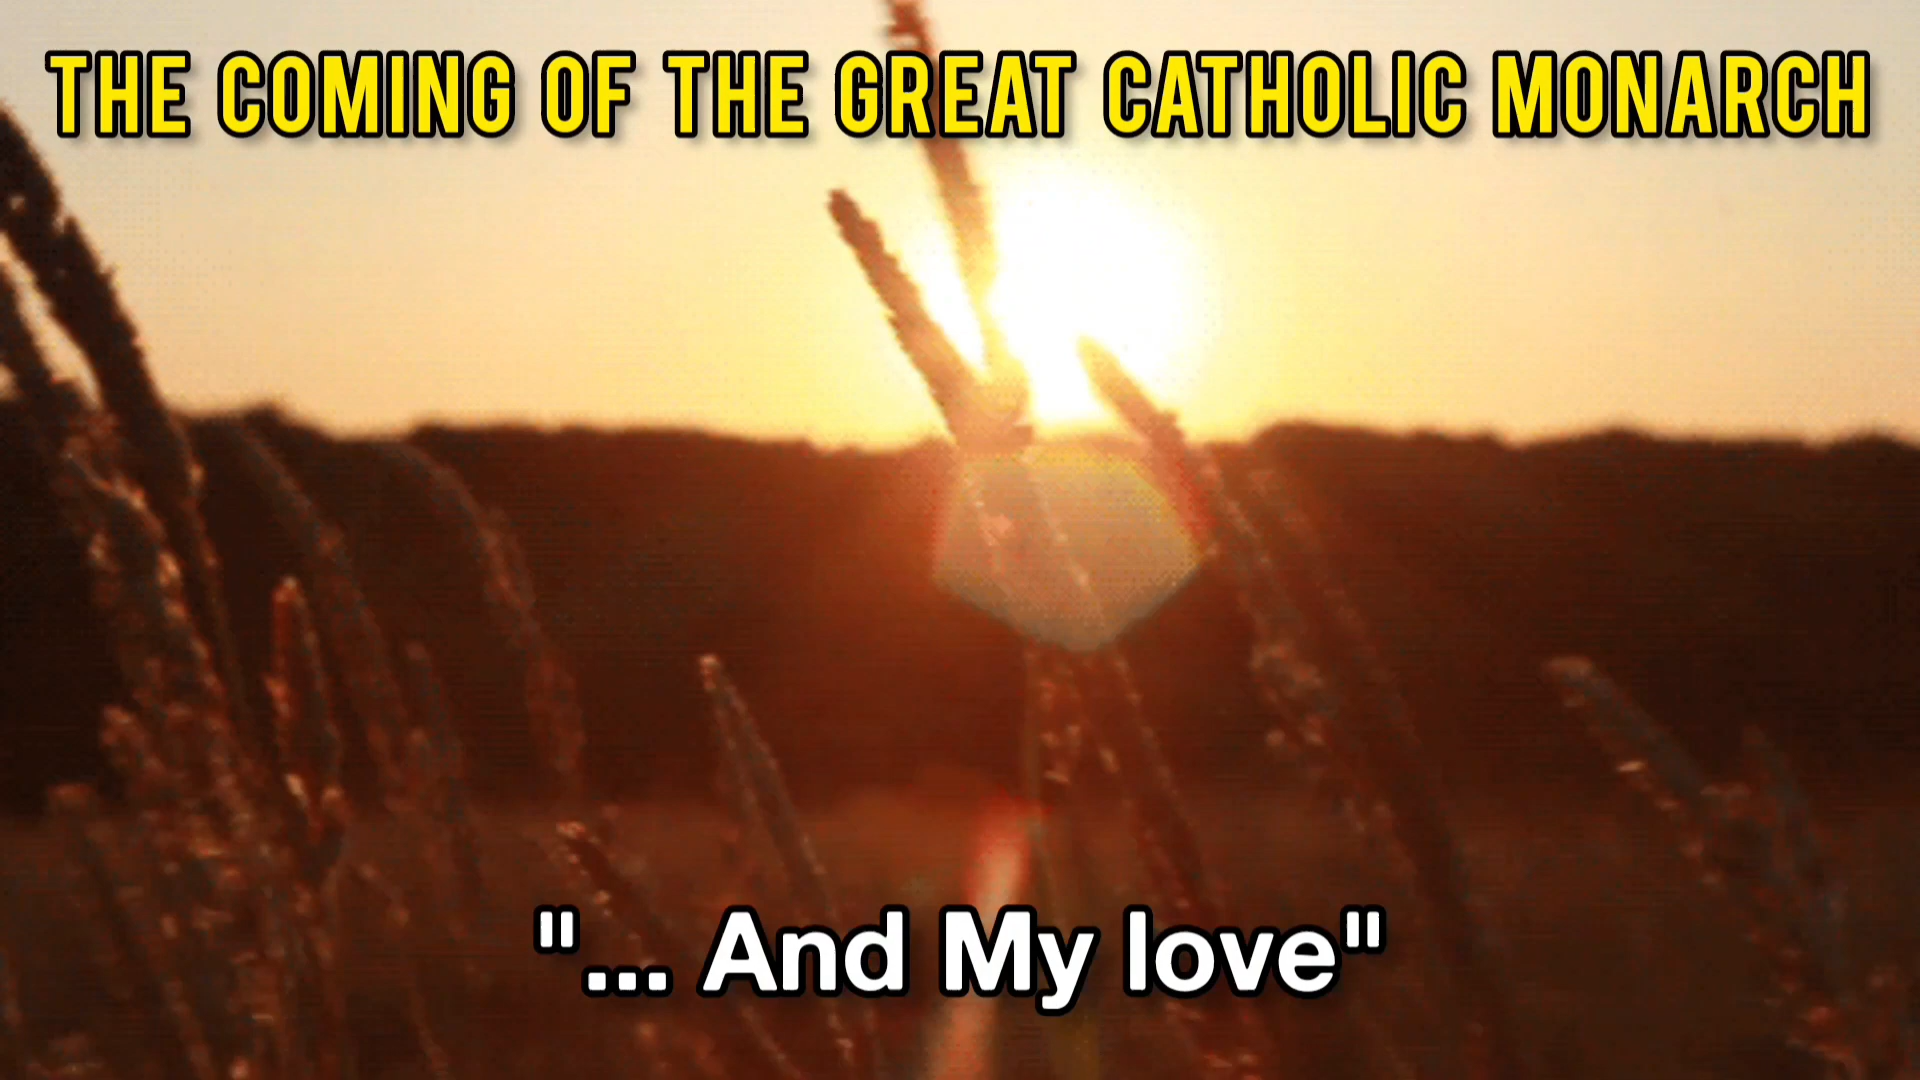 THE COMING OF THE GREAT CATHOLIC MONARCH
"... And My love"